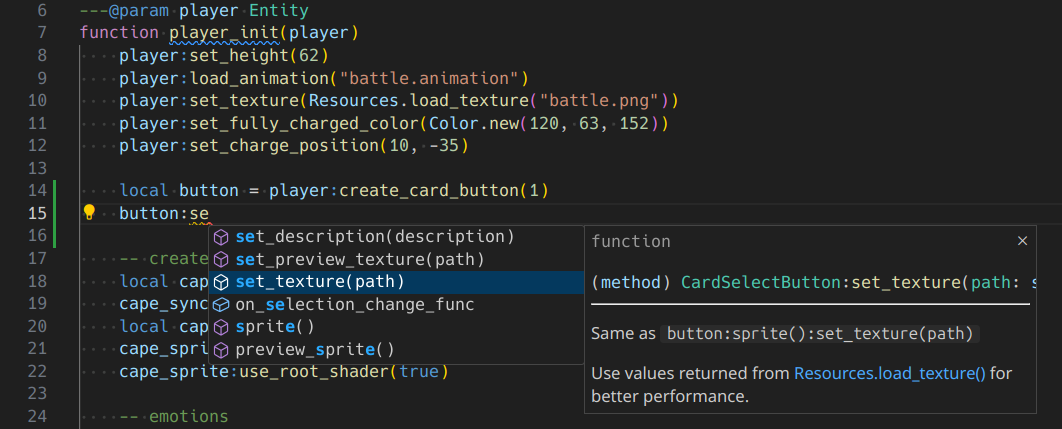 6 ---@param player Entity
7 function player_init(player)
8 player:set_height(62)
9 player:load_animation("battle.animation")
10 player:set_texture(Resources.load_texture("battle.png"))
11 player:set_fully_charged_color(Color.new(120, 63, 152))
12 player:set_charge_position(10, -35)
13
14 local button = player:create_card_button(1)
15 button:se
16 set_description(description)
17 -- create set_preview_texture(path)
18 local cap set_texture(path)
19 cape_sync on_selection_change_func
20 local cap sprite()
21 cape_spri preview_sprite()
22 cape_sprite:use_root_shader(true)
23
24 -- emotions
function ×
(method) CardSelectButton:set_texture(path: s
Same as button:sprite():set_texture(path)
Use values returned from Resources.load_texture() for
better performance.